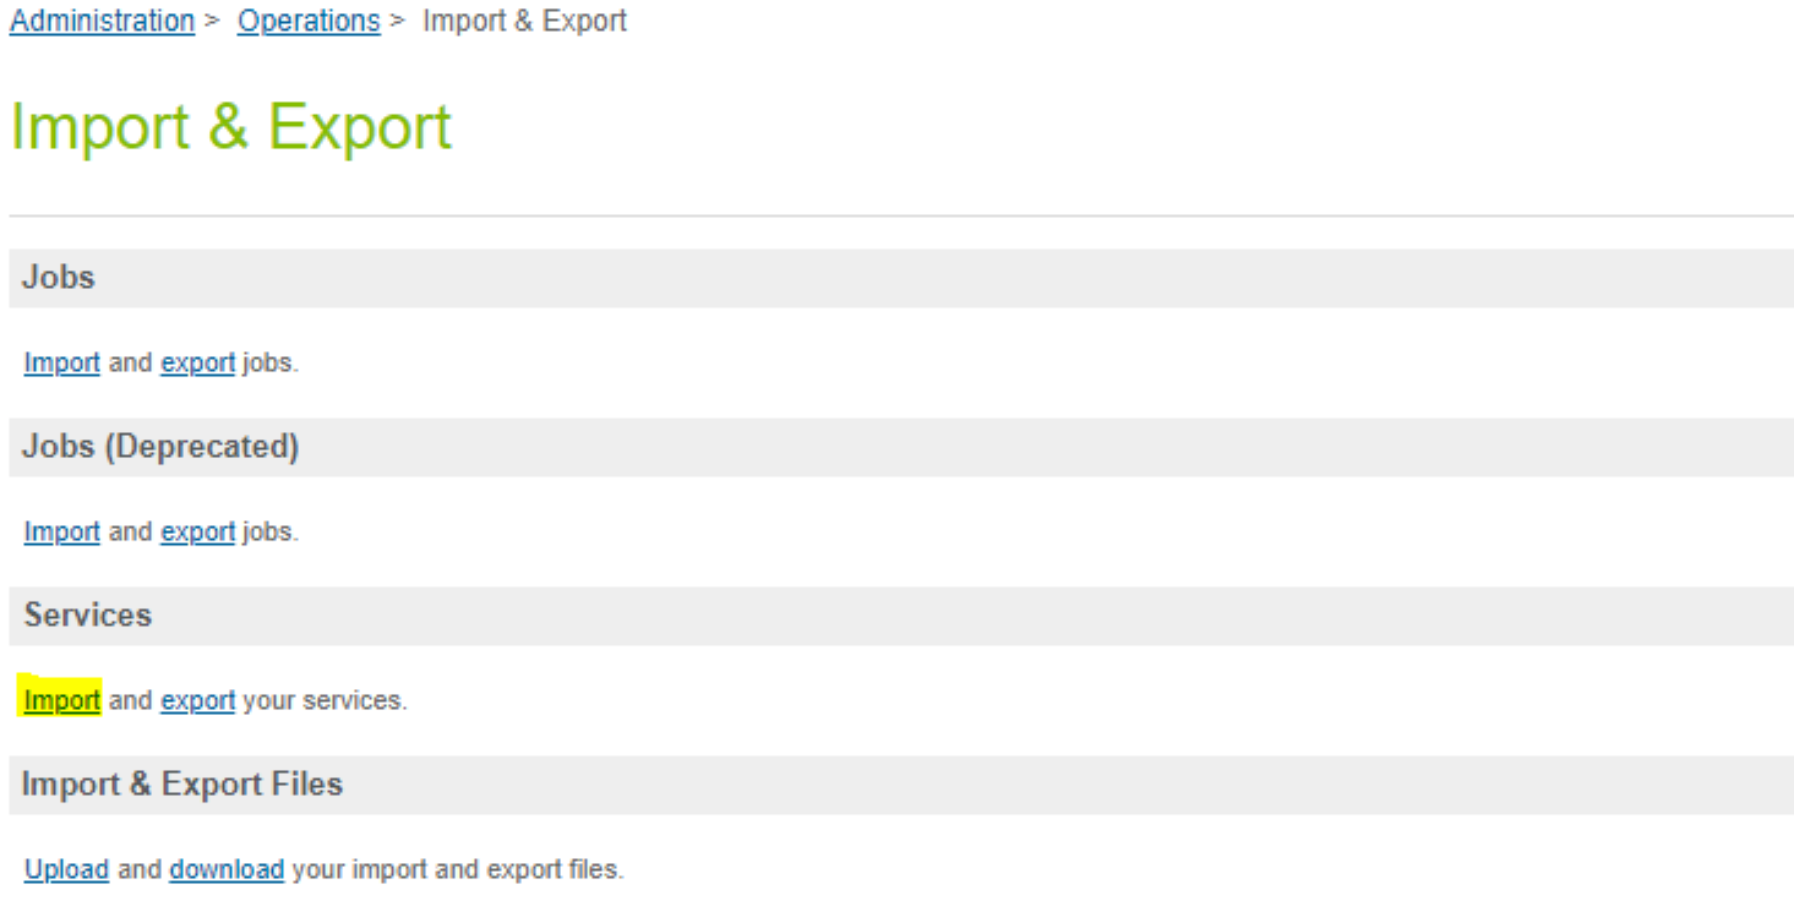 Administration > Operations > Import & Export
Import & Export
Jobs
Import and export jobs.
Jobs (Deprecated)
Import and export jobs.
Services
Import and export your services.
Import & Export Files
Upload and download your import and export files.